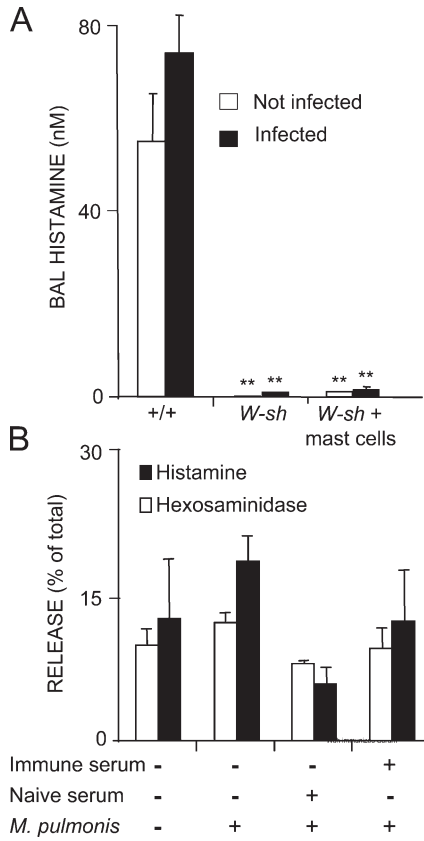 A
80
40
0
BAL HISTAMINE (nM)
Not infected
Infected
** **
** **
+/+ W-sh W-sh +
mast cells
B
30
15
0
RELEASE (% of total)
Histamine
Hexosaminidase
Immune serum - - - +
Naive serum - - + -
M. pulmonis - + + +